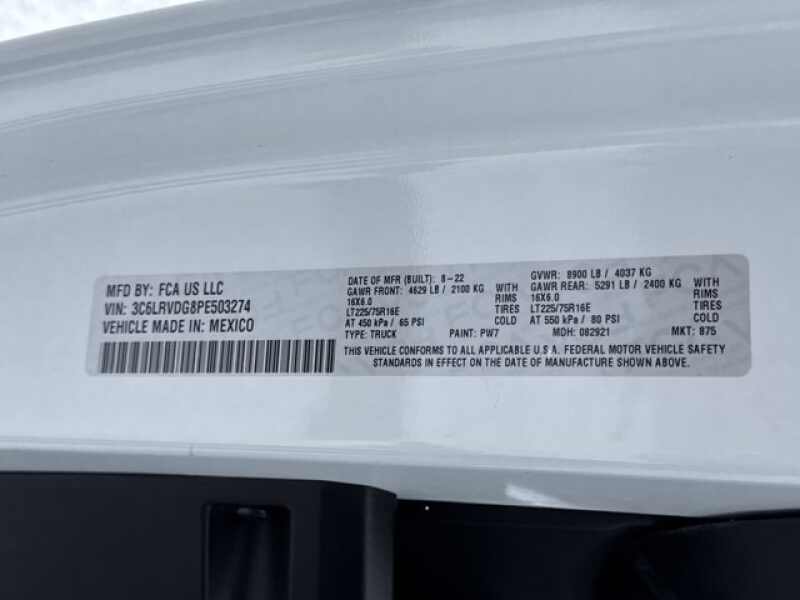 MFD BY: FCA US LLC
VIN: 3C6LRVDG8PE503274
VEHICLE MADE IN: MEXICO
DATE OF MFR (BUILT): 8-22
GAWR FRONT: 4629 LB / 2100 KG WITH
16X6.0 RIMS
LT225/75R16E TIRES
AT 450 kPa / 65 PSI COLD
TYPE: TRUCK PAINT: PW7
GVWR: 8900 LB / 4037 KG
GAWR REAR: 5291 LB / 2400 KG WITH
16X6.0 RIMS
LT225/75R16E TIRES
AT 550 kPa / 80 PSI COLD
MDH: 082921 MKT: B75
THIS VEHICLE CONFORMS TO ALL APPLICABLE U.S.A. FEDERAL MOTOR VEHICLE SAFETY
STANDARDS IN EFFECT ON THE DATE OF MANUFACTURE SHOWN ABOVE.